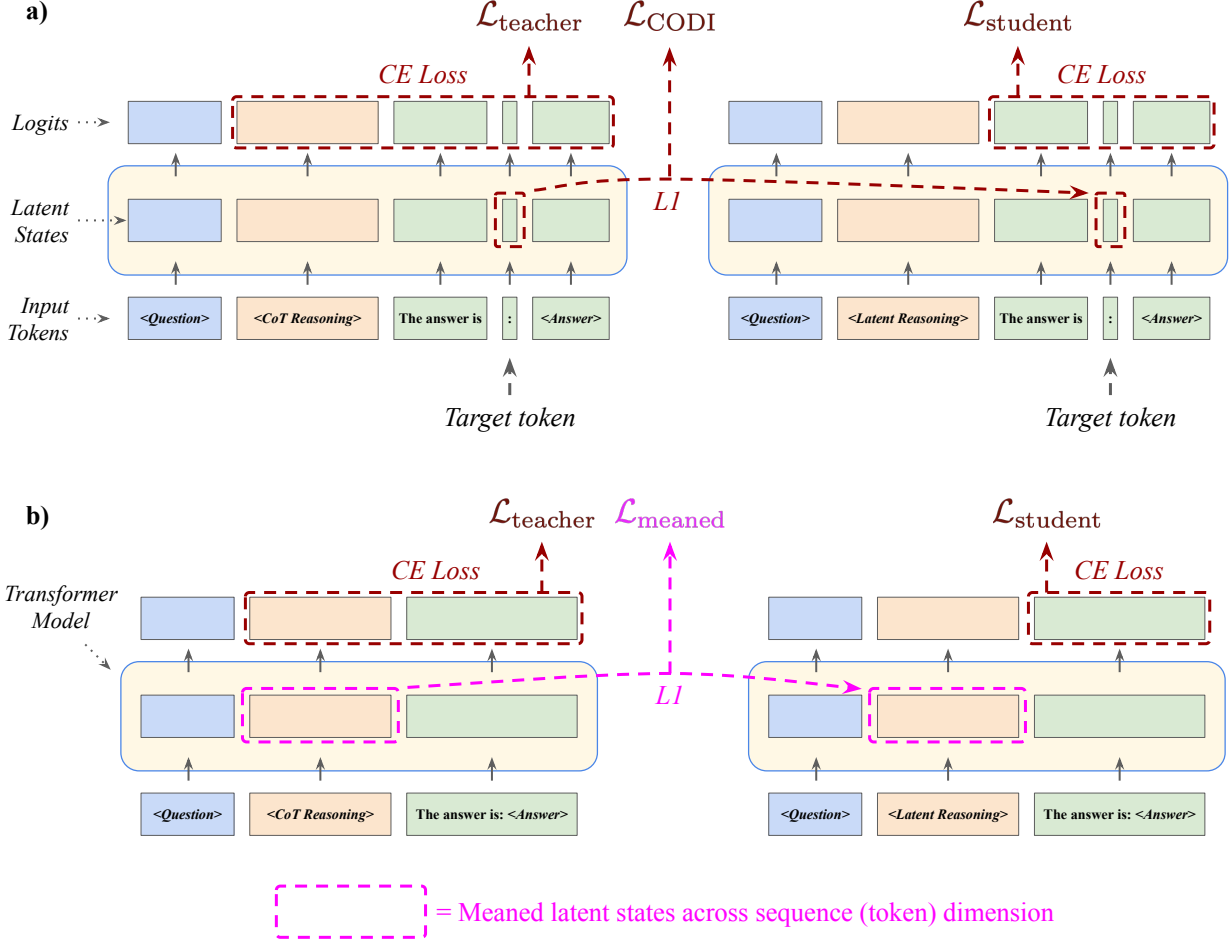 a)
𝓛teacher
𝓛CODI
𝓛student
CE Loss
CE Loss
Logits
Latent
States
L1
Input
Tokens
<Question>
<CoT Reasoning>
The answer is
:
<Answer>
<Question>
<Latent Reasoning>
The answer is
:
<Answer>
Target token
Target token
b)
𝓛teacher
𝓛meaned
𝓛student
CE Loss
CE Loss
Transformer
Model
L1
<Question>
<CoT Reasoning>
The answer is: <Answer>
<Question>
<Latent Reasoning>
The answer is: <Answer>
= Meaned latent states across sequence (token) dimension